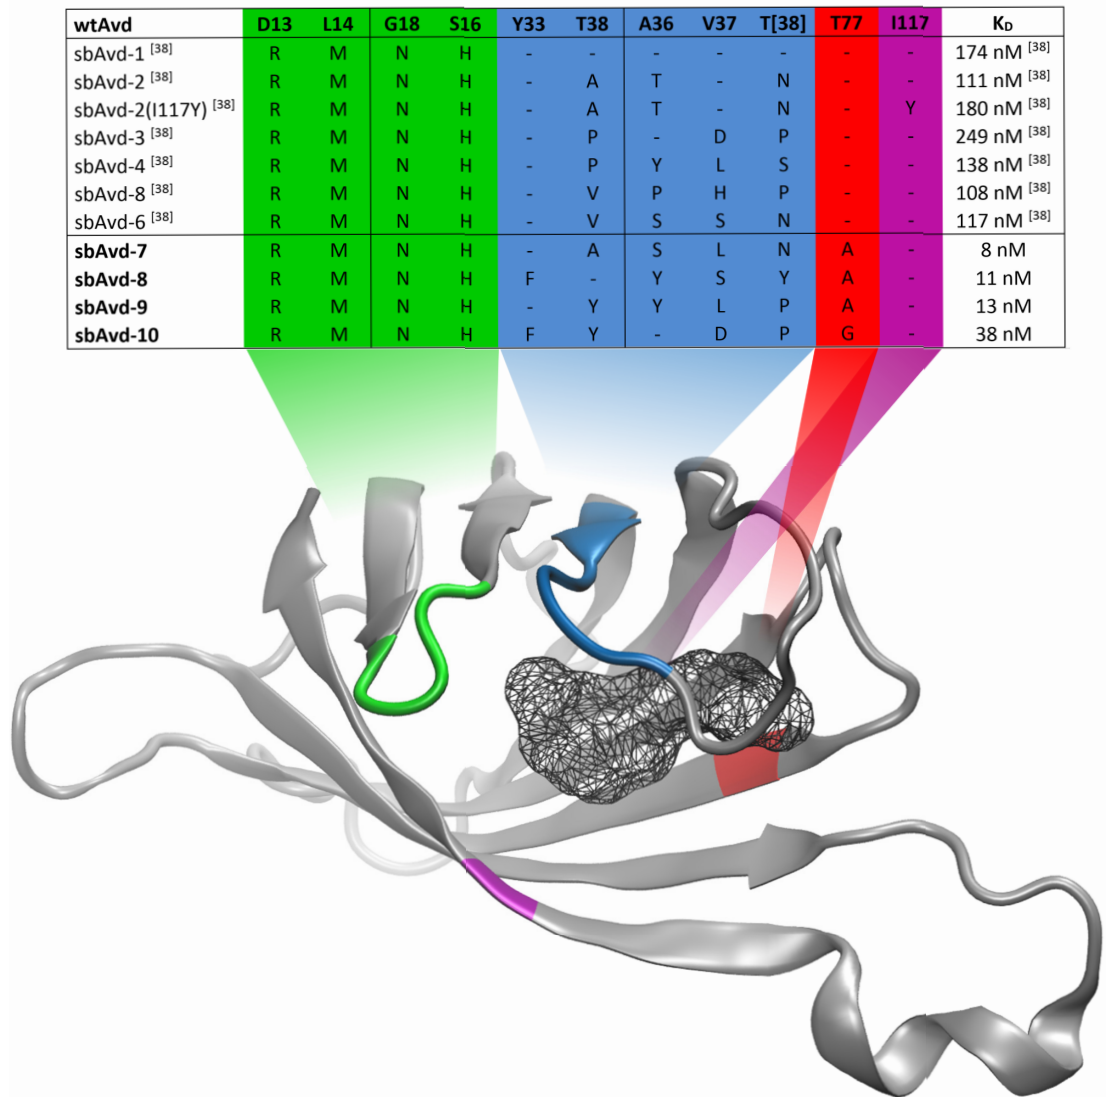 wtAvd D13 L14 G18 S16 Y33 T38 A36 V37 T[38] T77 I117 K_D
sbAvd-1 [38] R M N H - - - - - - - 174 nM [38]
sbAvd-2 [38] R M N H - A T - N - - 111 nM [38]
sbAvd-2(I117Y) [38] R M N H - A T - N - Y 180 nM [38]
sbAvd-3 [38] R M N H - P - D P - - 249 nM [38]
sbAvd-4 [38] R M N H - P Y L S - - 138 nM [38]
sbAvd-8 [38] R M N H - V P H P - - 108 nM [38]
sbAvd-6 [38] R M N H - V S S N - - 117 nM [38]
sbAvd-7 R M N H - A S L N A - 8 nM
sbAvd-8 R M N H F - Y S Y A - 11 nM
sbAvd-9 R M N H - Y Y L P A - 13 nM
sbAvd-10 R M N H F Y - D P G - 38 nM